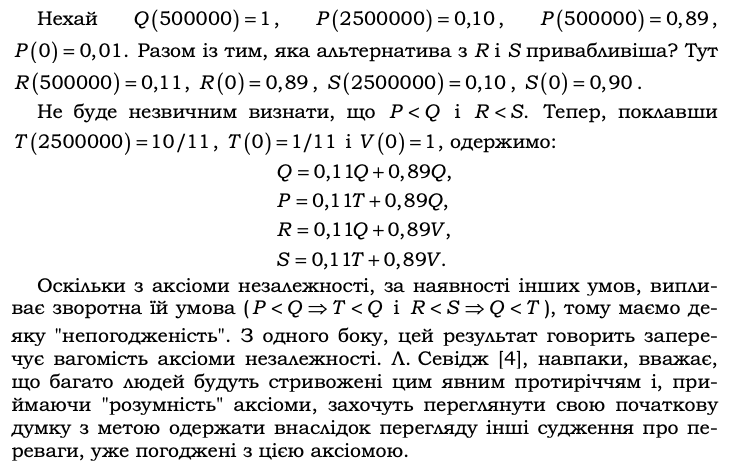 Нехай Q(500000)=1, P(2500000)=0,10, P(500000)=0,89,
P(0)=0,01. Разом із тим, яка альтернатива з R і S привабливіша? Тут
R(500000)=0,11, R(0)=0,89, S(2500000)=0,10, S(0)=0,90.
Не буде незвичним визнати, що P<Q і R<S. Тепер, поклавши
T(2500000)=10/11, T(0)=1/11 і V(0)=1, одержимо:
Q=0,11Q+0,89Q,
P=0,11T+0,89Q,
R=0,11Q+0,89V,
S=0,11T+0,89V.
Оскільки з аксіоми незалежності, за наявності інших умов, випли-
ває зворотна їй умова (P<Q⇒T<Q і R<S⇒Q<T), тому маємо де-
яку "непогодженість". З одного боку, цей результат говорить запере-
чує вагомість аксіоми незалежності. Л. Севідж [4], навпаки, вважає,
що багато людей будуть стривожені цим явним протиріччям і, при-
ймаючи "розумність" аксіоми, захочуть переглянути свою початкову
думку з метою одержати внаслідок перегляду інші судження про пе-
реваги, уже погоджені з цією аксіомою.